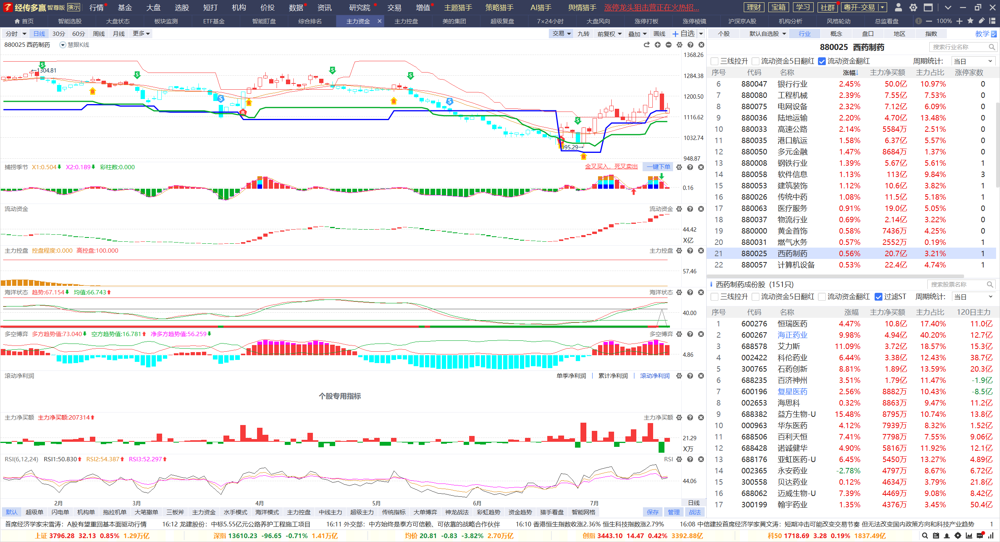 经传多赢 智尊版 演示 行情 基金 大盘 选股 短打 机构 价投 数据 资讯 研究院 交易 增值 主题猎手 策略猎手 AI猎手 舆情猎手 涨停龙头狙击营正在火热招... 理财 宝箱 学习 社群 粤开-交易
首页 智能选股 大盘状态 板块监测 ETF基金 智能盯盘 综合排名 主力资金 主力控盘 美的集团 超级复盘 7×24小时 大盘风向 涨停打板 涨停棱镜 沪深京A股 机构分析 风格轮动 总监看盘 100%
分时 日线 30分 60分 周线 月线 更多 交易 九转 前复权 叠加 画线 自选
880025 西药制药 慧眼K线
1368.26
←1304.81
1284.38
1200.50
1116.62
1032.74
995.29→
948.87
捕捞季节 X1:0.504 X2:0.189 彩柱数:0.000 金叉买入，死叉卖出 一键下单
0.16
流动资金 流动资金
44.42
X亿
主力控盘 控盘程度:0.000 高控盘:100.000 主力控盘
57.46
海洋状态 趋势:67.154 均值:66.743 海洋状态
40.00
多空博弈 多方趋势值:73.040 空方趋势值:16.781 净多方趋势值:56.259 多空博弈
4.86
滚动净利润 单季净利润 累计净利润 滚动净利润
个股专用指标
主力净买额 主力净买额:207314 主力净买额
21.29
X万
RSI(6,12,24) RSI1:50.830 RSI2:54.387 RSI3:52.297 RSI
44.06
2月 3月 4月 5月 6月 7月 日线
默认 超级单 闪电单 机构单 拖拉机单 大笔撤单 三板斧 主力资金 水手模式 海洋模式 主力控盘 中线主力 超级主力 传统指标 大单博弈 神龙战法 彩虹趋势 资金趋势 猎手看盘 智能网格 保存 管理 战法
个股 默认自选股 行业 概念 盘口 地区 指数 教学
880025 西药制药 搜索行业名称
三线拉升 流动资金5日翻红 流动资金翻红 周期统计: 当日
序号 代码 名称 涨幅↓ 主力净买额 主力占比 涨停家数
6 880047 银行行业 2.45% 50.0亿 10.97% 0
7 880080 工程机械 2.39% 7.55亿 7.53% 0
8 880075 电网设备 2.32% 7.12亿 6.09% 0
9 880036 陆地运输 2.20% 4.70亿 13.48% 0
10 880033 高速公路 2.14% 5584万 2.51% 0
11 880035 港口航运 1.58% 6.37亿 5.57% 0
12 880050 多元金融 1.47% 8684万 1.37% 0
13 880008 钢铁行业 1.39% 5.67亿 5.61% 1
14 880058 软件信息 1.13% 113亿 9.84% 3
15 880053 建筑装饰 1.12% 10.6亿 3.82% 1
16 880026 传统中药 1.08% 11.5亿 5.18% 1
17 880063 医疗服务 0.91% 19.0亿 5.05% 0
18 880037 物流行业 0.69% 2.14亿 3.22% 0
19 880000 黄金首饰 0.58% 7436万 4.25% 0
20 880031 燃气水务 0.57% 2552万 0.19% 1
21 880025 西药制药 0.56% 20.7亿 3.21% 1
22 880057 计算机设备 0.53% 22.4亿 4.74% 1
西药制药成份股 (151只) 搜索股票名称
三线拉升 流动资金5日翻红 流动资金翻红 过滤ST 周期统计: 当日
序号 代码 名称 涨幅 主力净买额 主力占比 120日主力
1 600276 恒瑞医药 4.47% 10.8亿 17.40% 11.0亿
2 600267 海正药业 9.98% 4.94亿 40.20% 12.7亿
3 688578 艾力斯 11.09% 3.72亿 18.57% 15.3亿
4 002422 科伦药业 6.44% 3.38亿 12.43% 38.7亿
5 300765 石药创新 8.81% 1.89亿 13.59% 20.3亿
6 688235 百济神州 3.51% 1.79亿 11.47% -1.9亿
7 600196 复星医药 2.56% 8882万 10.43% -8.5亿
8 002653 海思科 0.32% 8863万 9.47% 11.2亿
9 688382 益方生物-U 15.48% 8795万 10.74% 13.8亿
10 000963 华东医药 4.12% 7939万 8.32% 1.52亿
11 688506 百利天恒 7.41% 7798万 7.55% 9.06亿
12 688428 诺诚健华 4.90% 5816万 11.92% 12.1亿
13 688176 亚虹医药-U 6.45% 5450万 13.27% 4.89亿
14 002365 永安药业 -2.78% 4797万 8.67% 6.72亿
15 300558 贝达药业 0.12% 4634万 3.79% 21.8亿
16 688062 迈威生物-U 7.39% 4469万 9.08% 8.42亿
17 300199 翰宇药业 1.35% 4376万 3.45% 50.4亿
首席经济学家宋雪涛：A股有望重回基本面驱动行情 16:12 龙建股份：中标5.55亿元公路养护工程施工项目 16:11 外交部：中方始终是泰方可信赖、可依靠的战略合作伙伴 16:10 香港恒生指数收涨2.36% 恒生科技指数涨2.79% 16:08 中信建投首席经济学家黄文涛：短期冲击可能改变交易节奏 但无法改变国内政策方向和科技产业趋势 1
上证 3796.28 32.13 0.85% 1.29万亿 深指 13610.23 -96.65 -0.71% 1.41万亿 均价 20.81 -0.83 -3.82% 2.70万亿 创指 3443.10 14.47 0.42% 3392.88亿 科50 1718.69 3.28 0.19% 1837.49亿